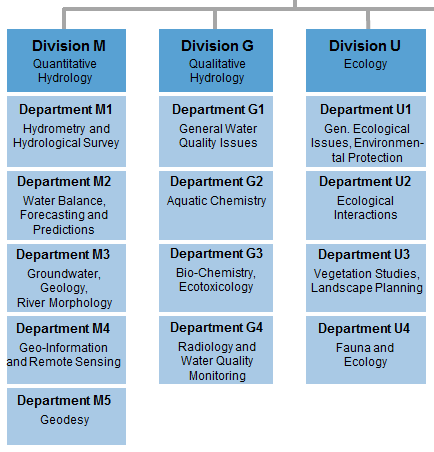 Division M
Quantitative
Hydrology
Department M1
Hydrometry and
Hydrological Survey
Department M2
Water Balance,
Forecasting and
Predictions
Department M3
Groundwater,
Geology,
River Morphology
Department M4
Geo-Information
and Remote Sensing
Department M5
Geodesy
Division G
Qualitative
Hydrology
Department G1
General Water
Quality Issues
Department G2
Aquatic Chemistry
Department G3
Bio-Chemistry,
Ecotoxicology
Department G4
Radiology and
Water Quality
Monitoring
Division U
Ecology
Department U1
Gen. Ecological
Issues, Environmen-
tal Protection
Department U2
Ecological
Interactions
Department U3
Vegetation Studies,
Landscape Planning
Department U4
Fauna and
Ecology